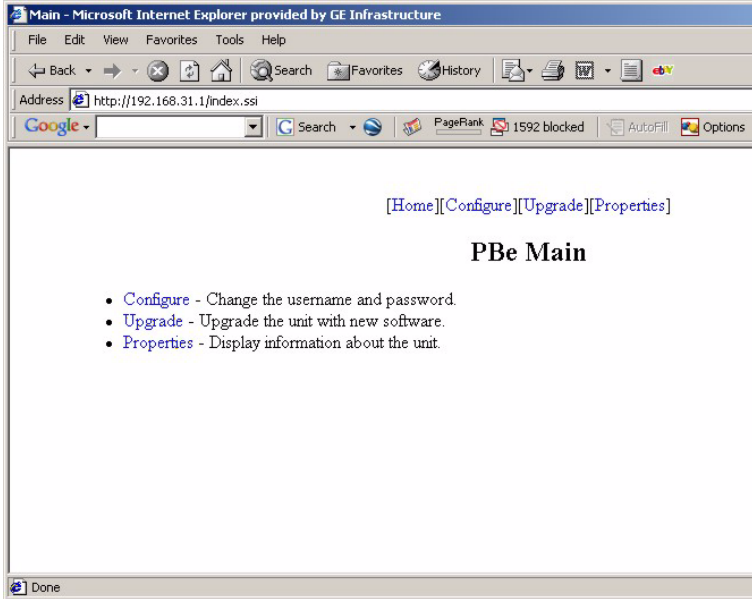 Main - Microsoft Internet Explorer provided by GE Infrastructure
File Edit View Favorites Tools Help
Back Search Favorites History
Address http://192.168.31.1/index.ssi
Google Search PageRank 1592 blocked AutoFill Options
[Home][Configure][Upgrade][Properties]
PBe Main
• Configure - Change the username and password.
• Upgrade - Upgrade the unit with new software.
• Properties - Display information about the unit.
Done